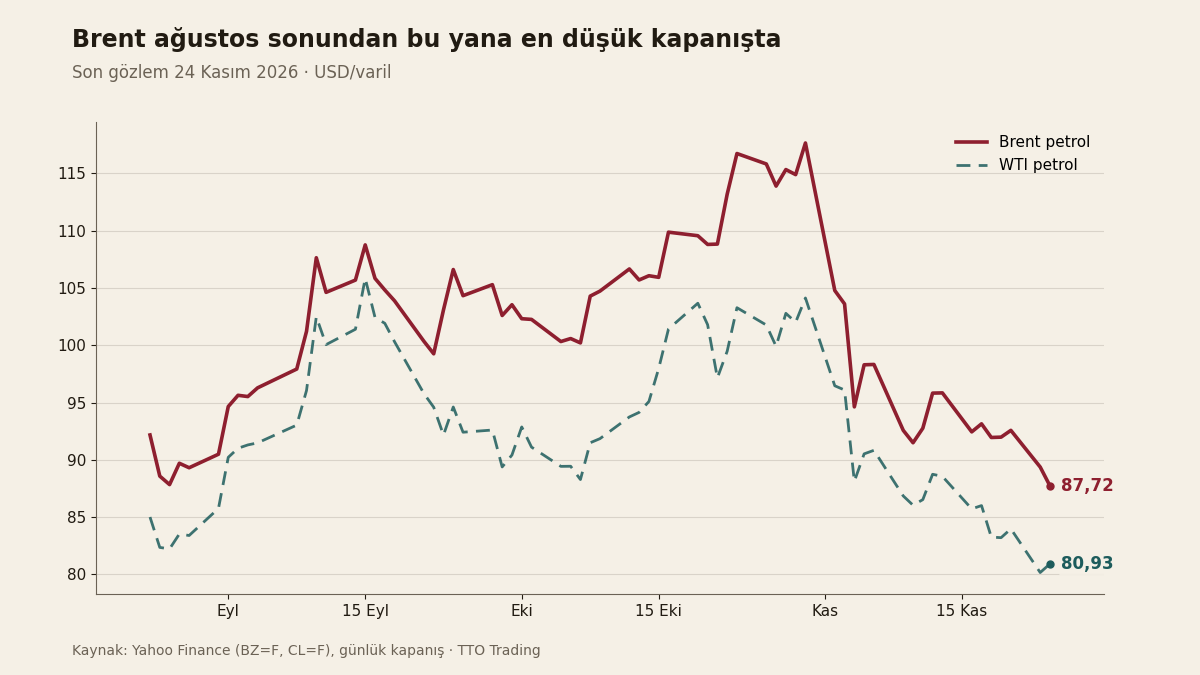 Brent ağustos sonundan bu yana en düşük kapanışta
Son gözlem 24 Kasım 2026 · USD/varil
Brent petrol
WTI petrol
115
110
105
100
95
90
85
80
87,72
80,93
Eyl
15 Eyl
Eki
15 Eki
Kas
15 Kas
Kaynak: Yahoo Finance (BZ=F, CL=F), günlük kapanış · TTO Trading